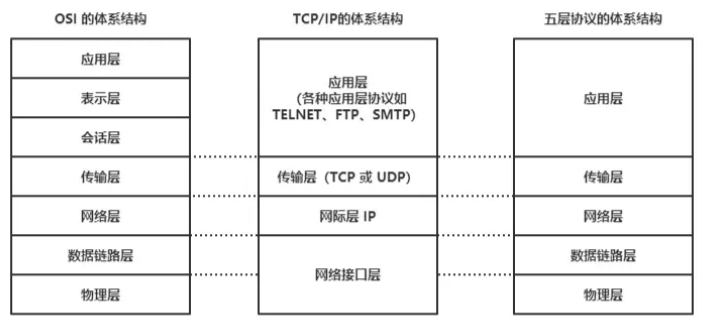 OSI 的体系结构
应用层
表示层
会话层
传输层
网络层
数据链路层
物理层
TCP/IP的体系结构
应用层
(各种应用层协议如
TELNET、FTP、SMTP)
传输层（TCP 或 UDP）
网际层 IP
网络接口层
五层协议的体系结构
应用层
传输层
网络层
数据链路层
物理层